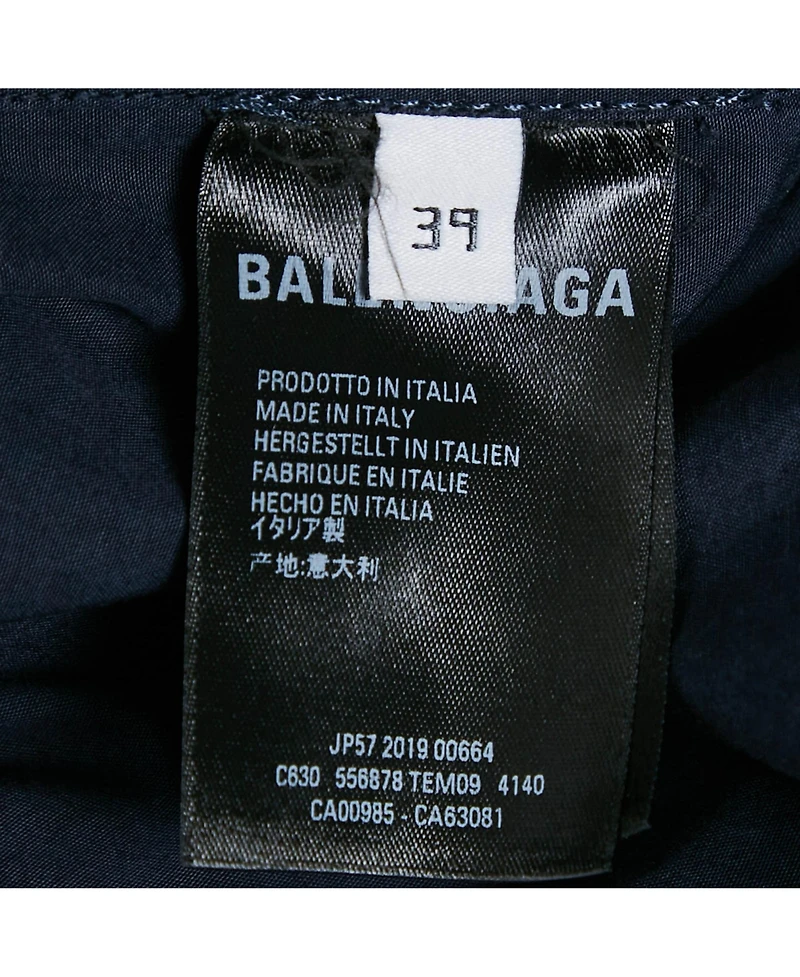 39
BALENCIAGA
PRODOTTO IN ITALIA
MADE IN ITALY
HERGESTELLT IN ITALIEN
FABRIQUE EN ITALIE
HECHO EN ITALIA
イタリア製
产地:意大利
JP57 2019 00664
C630 556878 TEM09 4140
CA00985 - CA63081